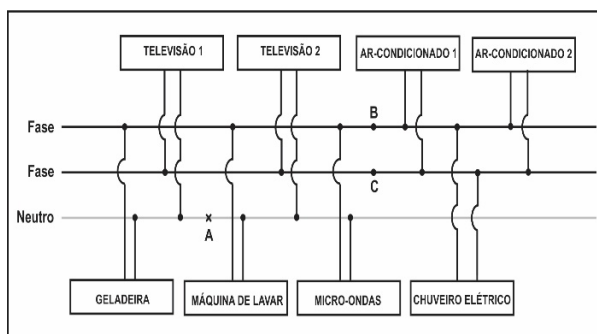 TELEVISÃO 1
TELEVISÃO 2
AR-CONDICIONADO 1
AR-CONDICIONADO 2
B
Fase
Fase
C
Neutro
A
GELADEIRA
MÁQUINA DE LAVAR
MICRO-ONDAS
CHUVEIRO ELÉTRICO